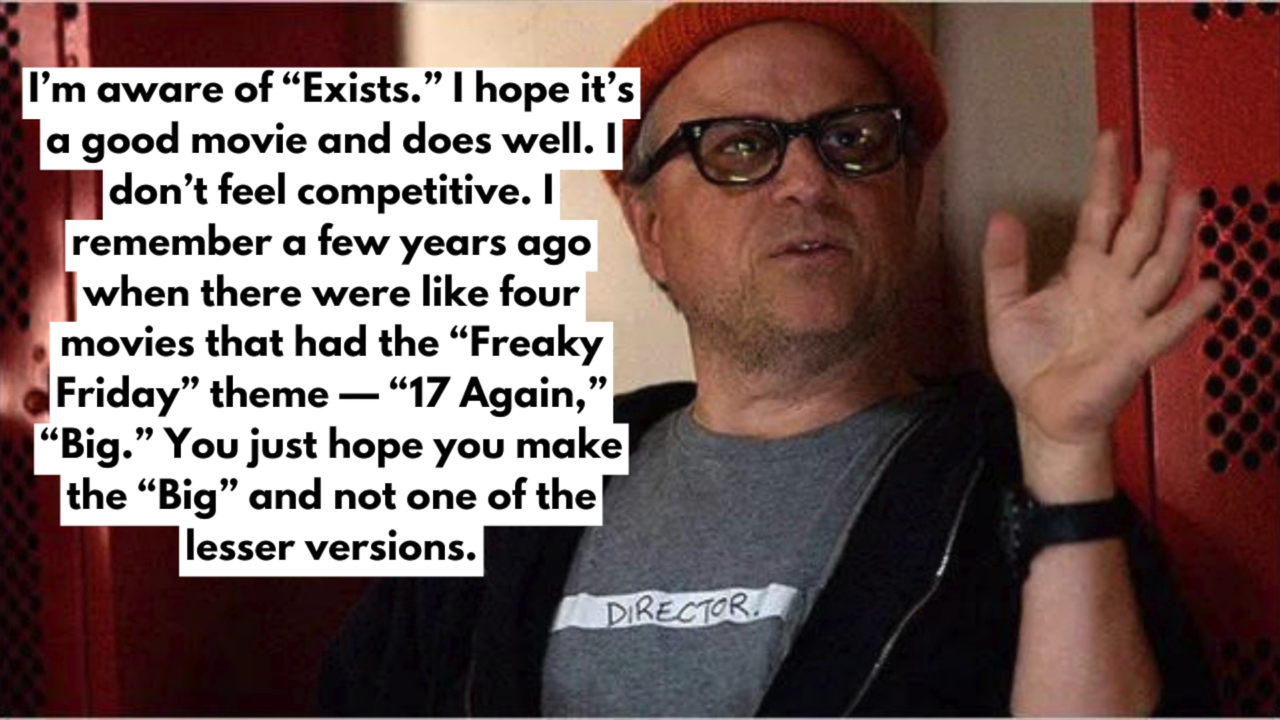 I’m aware of “Exists.” I hope it’s
a good movie and does well. I
don’t feel competitive. I
remember a few years ago
when there were like four
movies that had the “Freaky
Friday” theme — “17 Again,”
“Big.” You just hope you make
the “Big” and not one of the
lesser versions.
DIRECTOR.